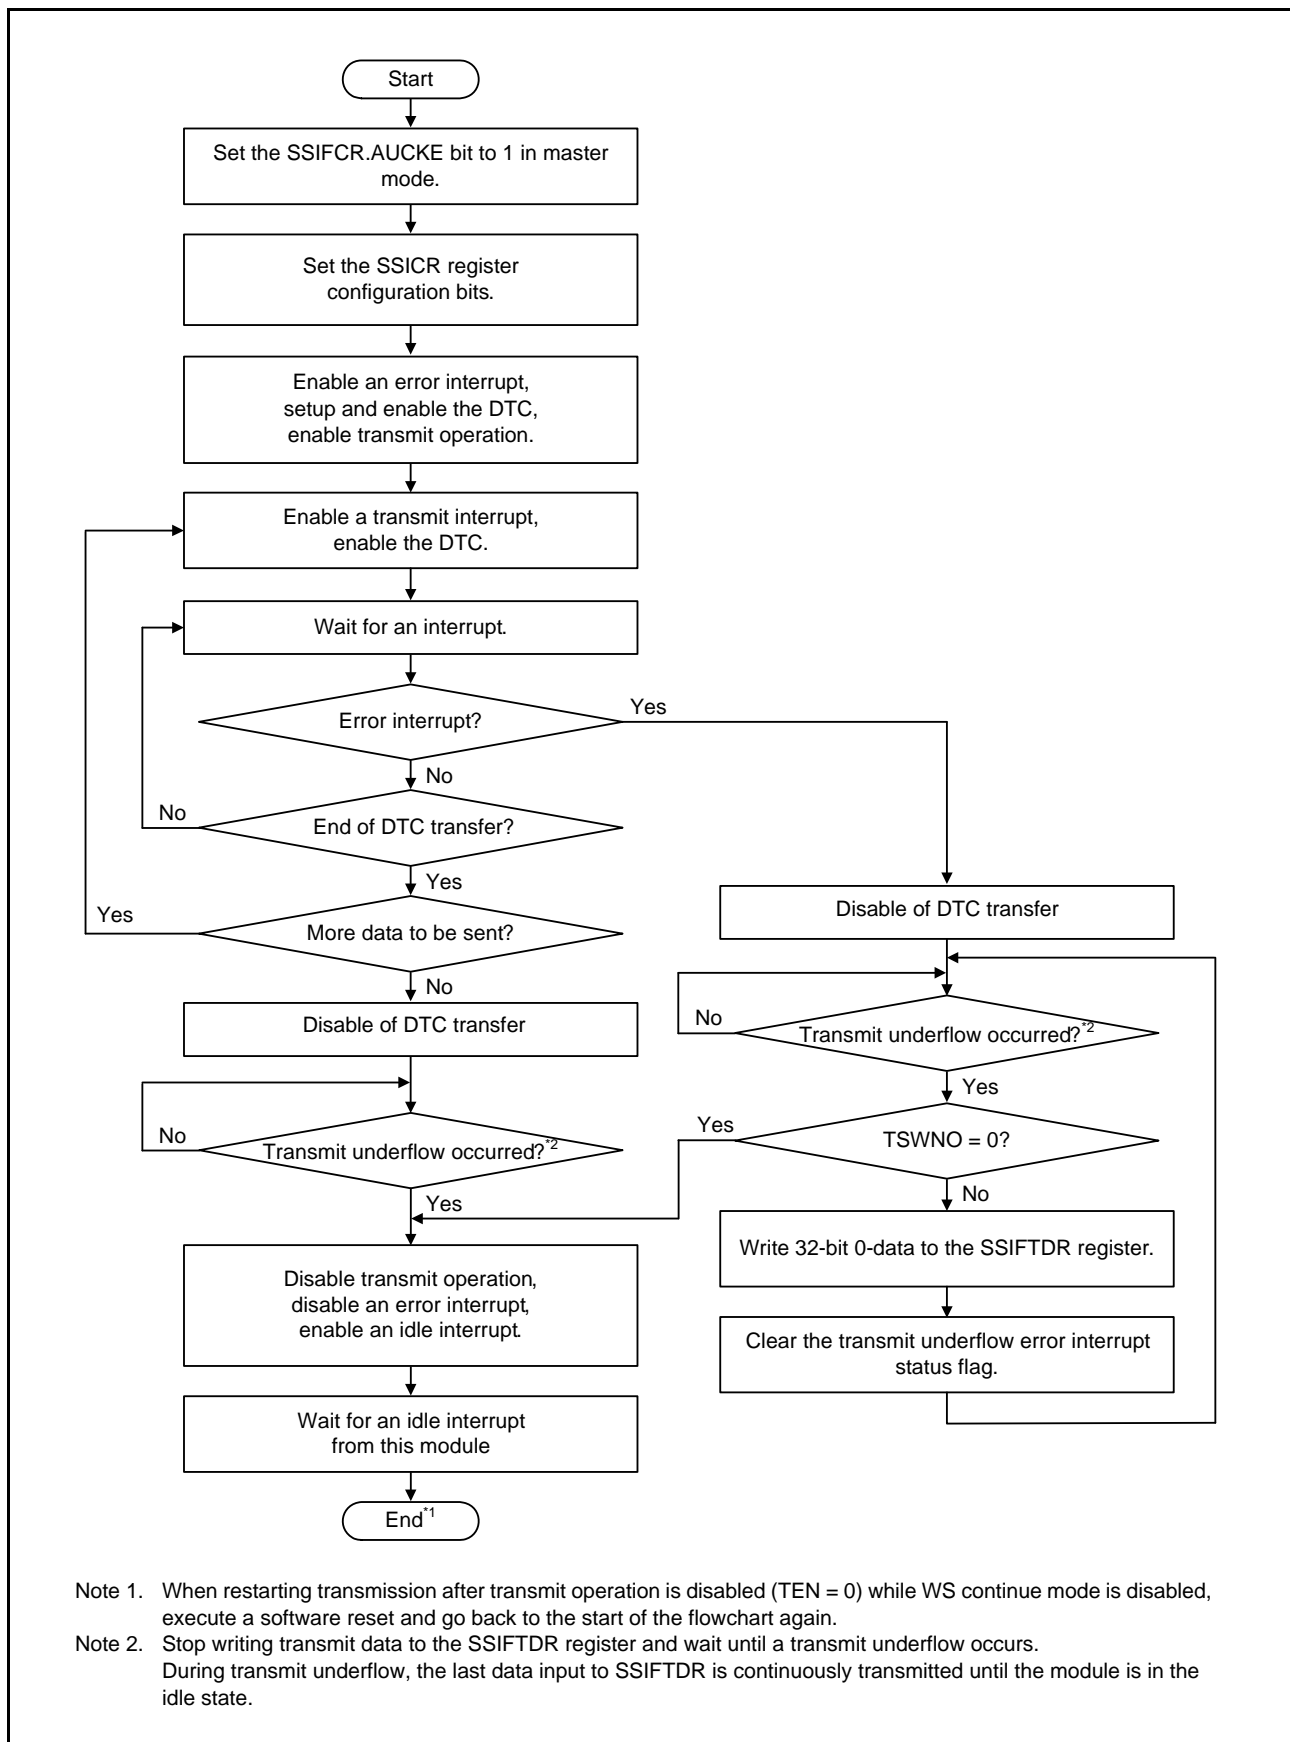 Start
Set the SSIFCR.AUCKE bit to 1 in master
mode.
Set the SSICR register
configuration bits.
Enable an error interrupt,
setup and enable the DTC,
enable transmit operation.
Enable a transmit interrupt,
enable the DTC.
Wait for an interrupt.
Error interrupt?
Yes
No
End of DTC transfer?
No
Yes
More data to be sent?
Yes
No
Disable of DTC transfer
Transmit underflow occurred?*2
No
Yes
Disable of DTC transfer
Transmit underflow occurred?*2
No
Yes
TSWNO = 0?
Yes
No
Write 32-bit 0-data to the SSIFTDR register.
Clear the transmit underflow error interrupt
status flag.
Disable transmit operation,
disable an error interrupt,
enable an idle interrupt.
Wait for an idle interrupt
from this module
End*1
Note 1. When restarting transmission after transmit operation is disabled (TEN = 0) while WS continue mode is disabled,
execute a software reset and go back to the start of the flowchart again.
Note 2. Stop writing transmit data to the SSIFTDR register and wait until a transmit underflow occurs.
During transmit underflow, the last data input to SSIFTDR is continuously transmitted until the module is in the
idle state.